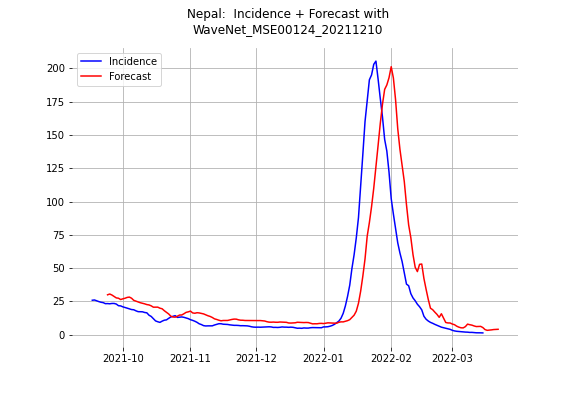 Nepal:  Incidence + Forecast with
WaveNet_MSE00124_20211210
Incidence
Forecast
200
175
150
125
100
75
50
25
0
2021-10 2021-11 2021-12 2022-01 2022-02 2022-03